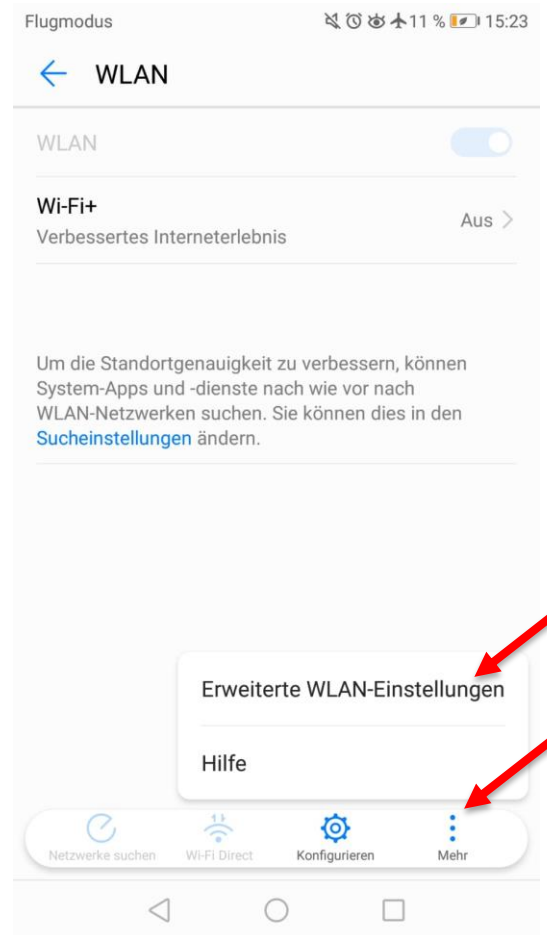 Flugmodus 11 % 15:23
WLAN
WLAN
Wi-Fi+
Verbessertes Interneterlebnis
Aus
Um die Standortgenauigkeit zu verbessern, können
System-Apps und -dienste nach wie vor nach
WLAN-Netzwerken suchen. Sie können dies in den
Sucheinstellungen ändern.
Erweiterte WLAN-Einstellungen
Hilfe
Netzwerke suchen Wi-Fi Direct Konfigurieren Mehr